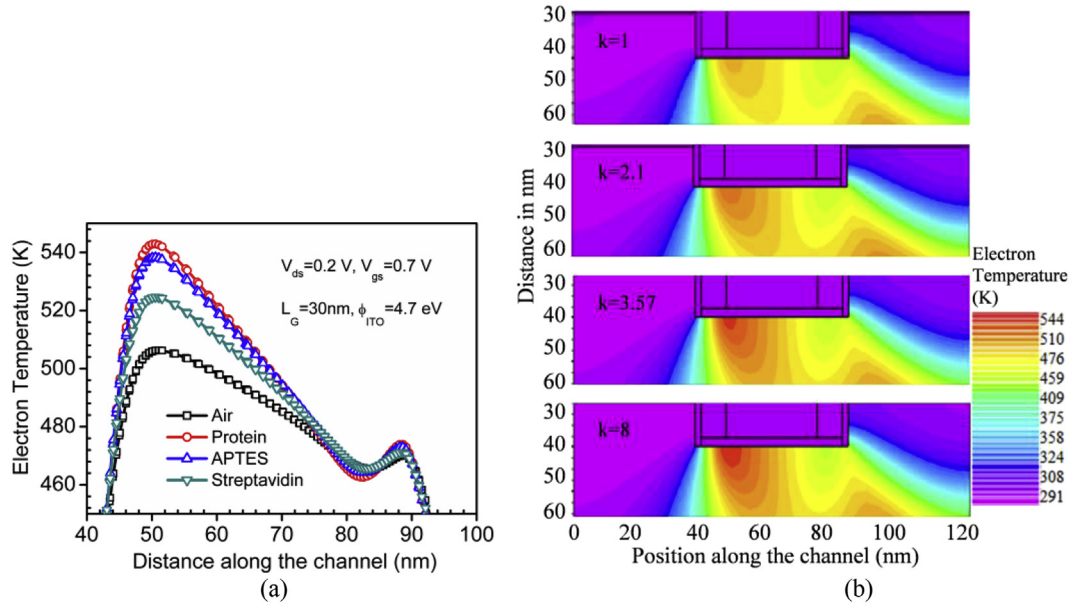 Electron Temperature (K)
540
520
500
480
460
V_ds=0.2 V, V_gs=0.7 V
L_G=30nm, ϕ_ITO=4.7 eV
Air
Protein
APTES
Streptavidin
40 50 60 70 80 90 100
Distance along the channel (nm)
(a)
Distance in nm
30
40
50
60
k=1
30
40
50
60
k=2.1
30
40
50
60
k=3.57
30
40
50
60
k=8
0 20 40 60 80 100 120
Position along the channel (nm)
(b)
Electron
Temperature
(K)
544
510
476
459
409
375
358
324
308
291